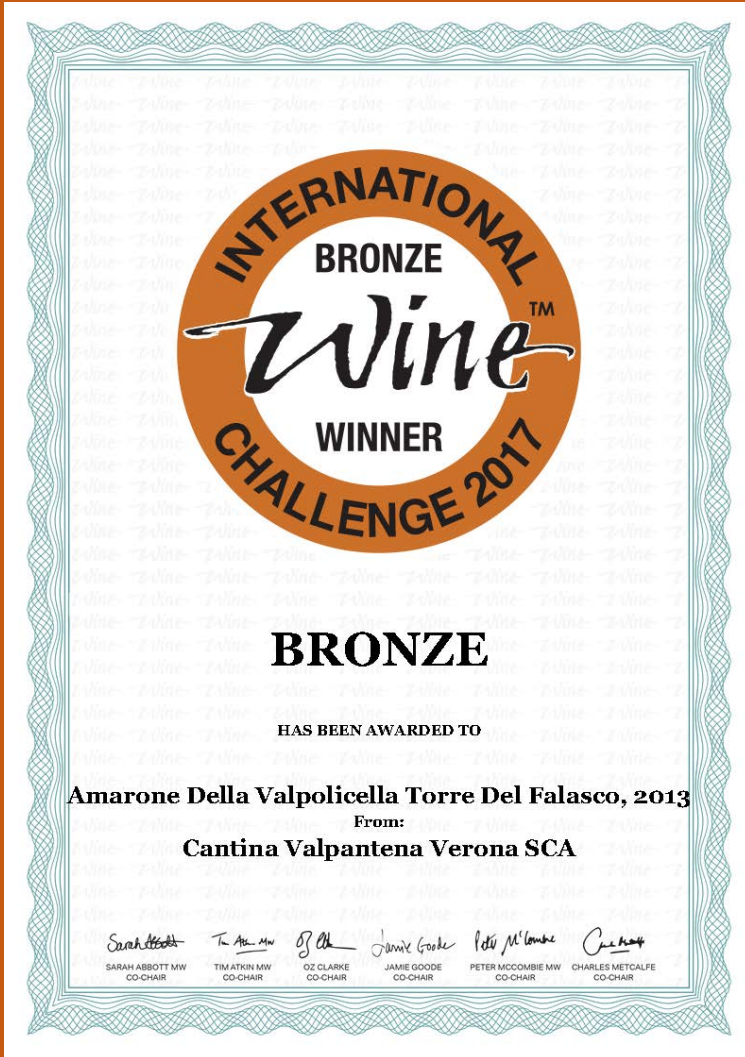 INTERNATIONAL
BRONZE
Wine™
WINNER
CHALLENGE 2017
BRONZE
HAS BEEN AWARDED TO
Amarone Della Valpolicella Torre Del Falasco, 2013
From:
Cantina Valpantena Verona SCA
SARAH ABBOTT MW TIM ATKIN MW OZ CLARKE JAMIE GOODE PETER MCCOMBIE MW CHARLES METCALFE
CO-CHAIR CO-CHAIR CO-CHAIR CO-CHAIR CO-CHAIR CO-CHAIR